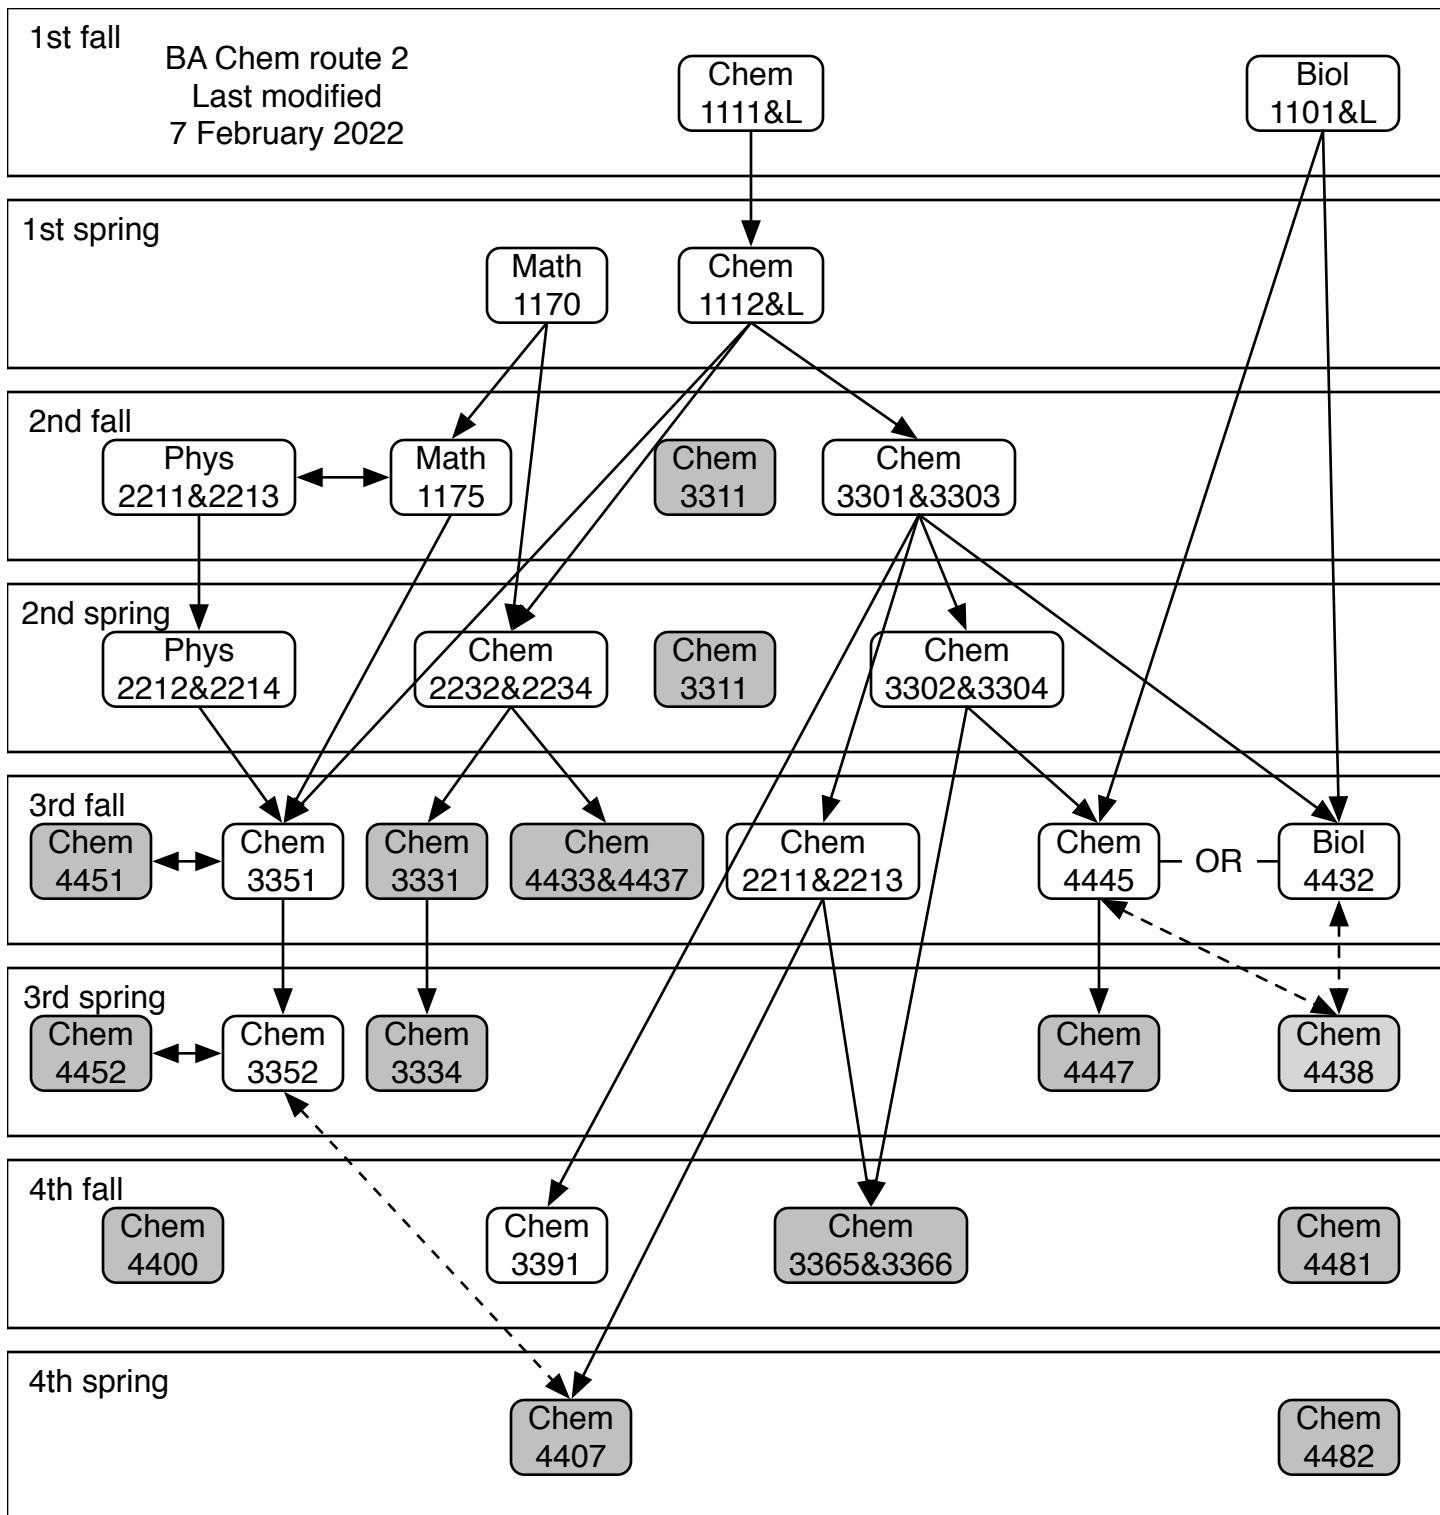 1st fall
BA Chem route 2
Last modified
7 February 2022
Chem
1111&L
Biol
1101&L
1st spring
Math
1170
Chem
1112&L
2nd fall
Phys
2211&2213
Math
1175
Chem
3311
Chem
3301&3303
2nd spring
Phys
2212&2214
Chem
2232&2234
Chem
3311
Chem
3302&3304
3rd fall
Chem
4451
Chem
3351
Chem
3331
Chem
4433&4437
Chem
2211&2213
Chem
4445
OR
Biol
4432
3rd spring
Chem
4452
Chem
3352
Chem
3334
Chem
4447
Chem
4438
4th fall
Chem
4400
Chem
3391
Chem
3365&3366
Chem
4481
4th spring
Chem
4407
Chem
4482